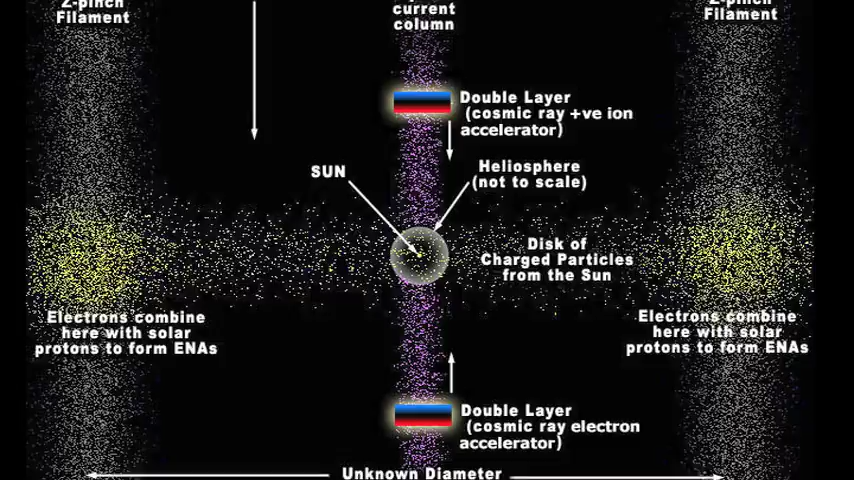 Z-pinch
Filament
current
column
Z-pinch
Filament
Double Layer
(cosmic ray +ve ion
accelerator)
SUN
Heliosphere
(not to scale)
Disk of
Charged Particles
from the Sun
Electrons combine
here with solar
protons to form ENAs
Electrons combine
here with solar
protons to form ENAs
Double Layer
(cosmic ray electron
accelerator)
Unknown Diameter